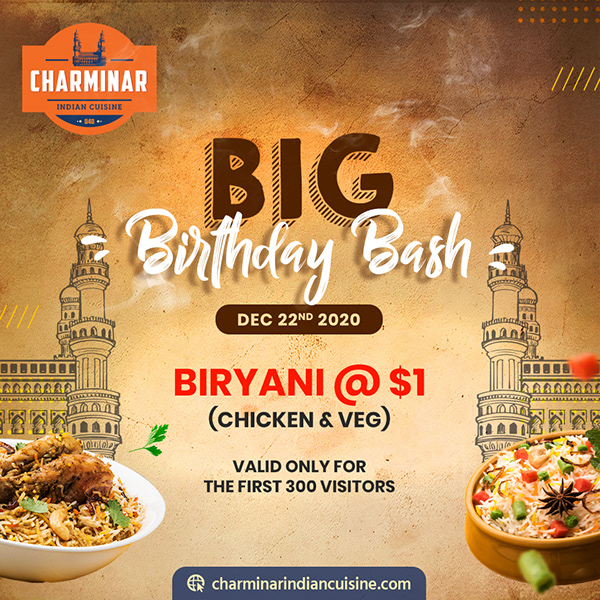 CHARMINAR
INDIAN CUISINE
848
BIG
Birthday Bash
DEC 22ND 2020
BIRYANI @ $1
(CHICKEN & VEG)
VALID ONLY FOR
THE FIRST 300 VISITORS
charminarindiancuisine.com